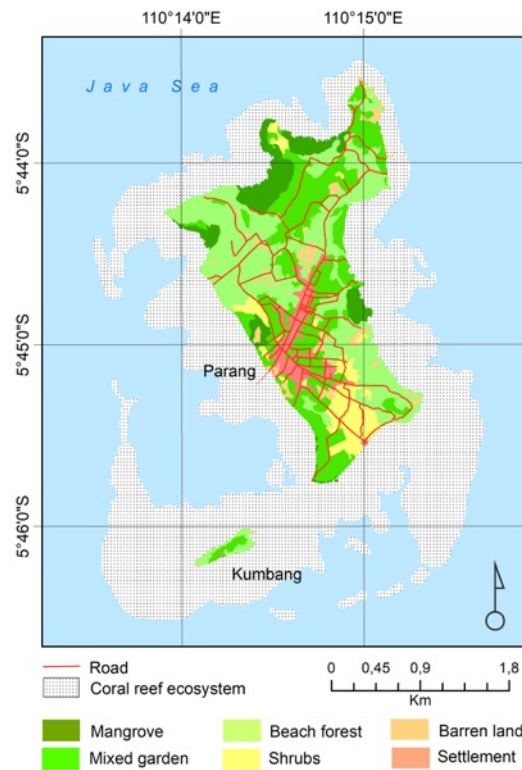 110°14'0"E 110°15'0"E
Java Sea
5°44'0"S
5°45'0"S
Parang
5°46'0"S
Kumbang
Road
Coral reef ecosystem
0 0,45 0,9 1,8
Km
Mangrove Beach forest Barren land
Mixed garden Shrubs Settlement